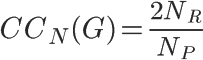 CC_N(G) = \frac{2N_R}{N_P}